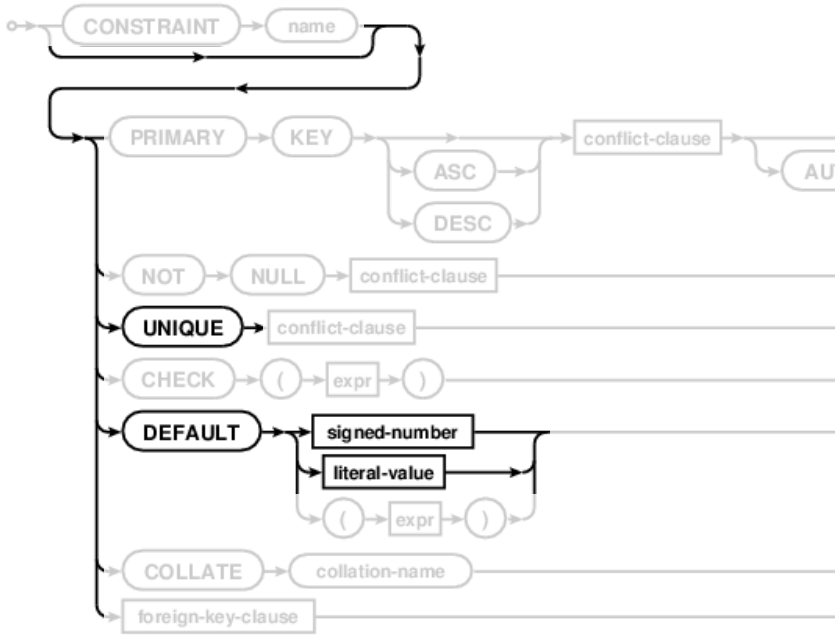 CONSTRAINT name
PRIMARY KEY conflict-clause
ASC AU
DESC
NOT NULL conflict-clause
UNIQUE conflict-clause
CHECK ( expr )
DEFAULT signed-number
literal-value
( expr )
COLLATE collation-name
foreign-key-clause